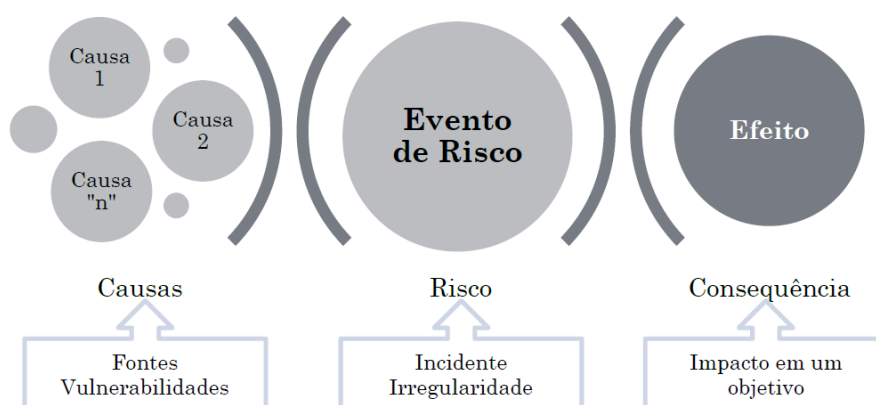 Causa
1
Causa
2
Causa
"n"
Evento
de Risco
Efeito
Causas
Risco
Consequência
Fontes
Vulnerabilidades
Incidente
Irregularidade
Impacto em um
objetivo